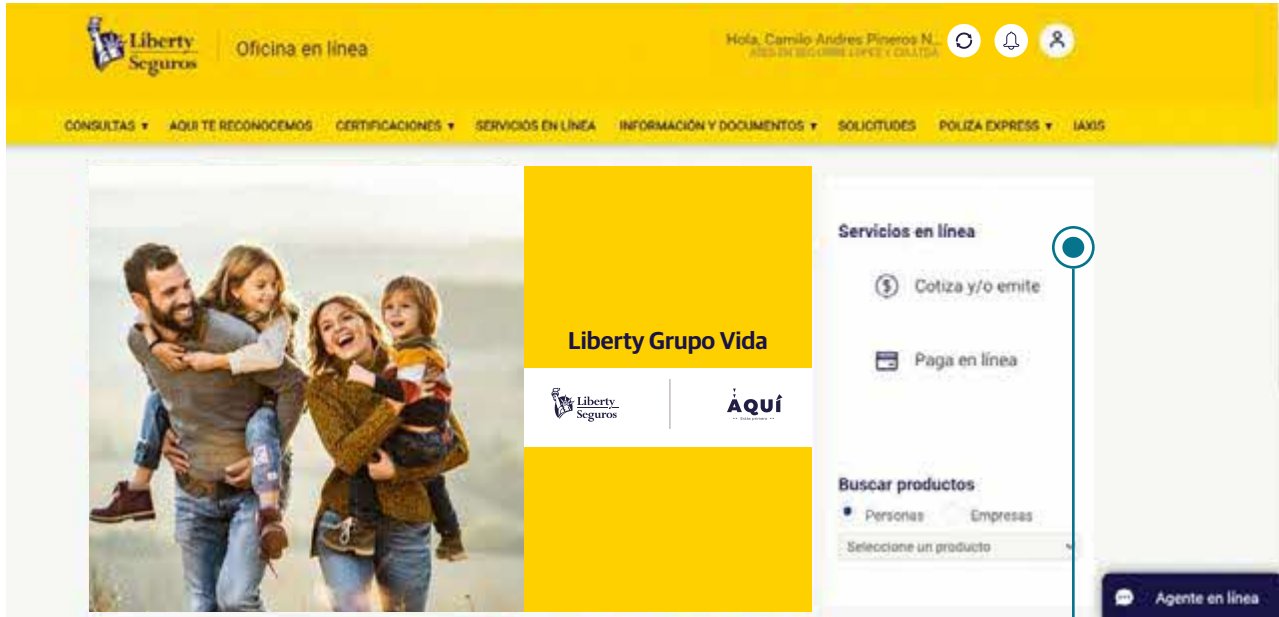 Liberty
Seguros
Oficina en línea
Hola, Camilo Andres Pineros N...
CONSULTAS ▾ AQUI TE RECONOCEMOS CERTIFICACIONES ▾ SERVICIOS EN LÍNEA INFORMACIÓN Y DOCUMENTOS ▾ SOLICITUDES POLIZA EXPRESS ▾ IAXIS
Liberty Grupo Vida
Liberty
Seguros
AQUÍ
Servicios en línea
Cotiza y/o emite
Paga en línea
Buscar productos
Personas Empresas
Seleccione un producto
Agente en línea